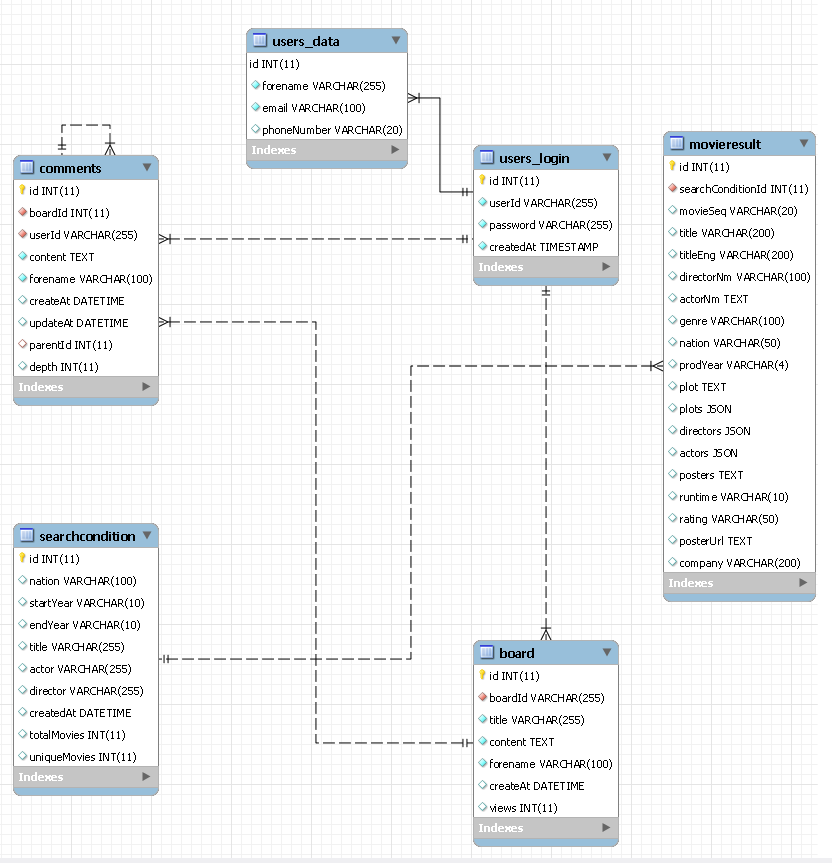 users_data
id INT(11)
forename VARCHAR(255)
email VARCHAR(100)
phoneNumber VARCHAR(20)
Indexes
comments
id INT(11)
boardId INT(11)
userId VARCHAR(255)
content TEXT
forename VARCHAR(100)
createAt DATETIME
updateAt DATETIME
parentId INT(11)
depth INT(11)
Indexes
users_login
id INT(11)
userId VARCHAR(255)
password VARCHAR(255)
createdAt TIMESTAMP
Indexes
movieresult
id INT(11)
searchConditionId INT(11)
movieSeq VARCHAR(20)
title VARCHAR(200)
titleEng VARCHAR(200)
directorNm VARCHAR(100)
actorNm TEXT
genre VARCHAR(100)
nation VARCHAR(50)
prodYear VARCHAR(4)
plot TEXT
plots JSON
directors JSON
actors JSON
posters TEXT
runtime VARCHAR(10)
rating VARCHAR(50)
posterUrl TEXT
company VARCHAR(200)
Indexes
searchcondition
id INT(11)
nation VARCHAR(100)
startYear VARCHAR(10)
endYear VARCHAR(10)
title VARCHAR(255)
actor VARCHAR(255)
director VARCHAR(255)
createdAt DATETIME
totalMovies INT(11)
uniqueMovies INT(11)
Indexes
board
id INT(11)
boardId VARCHAR(255)
title VARCHAR(255)
content TEXT
forename VARCHAR(100)
createAt DATETIME
views INT(11)
Indexes